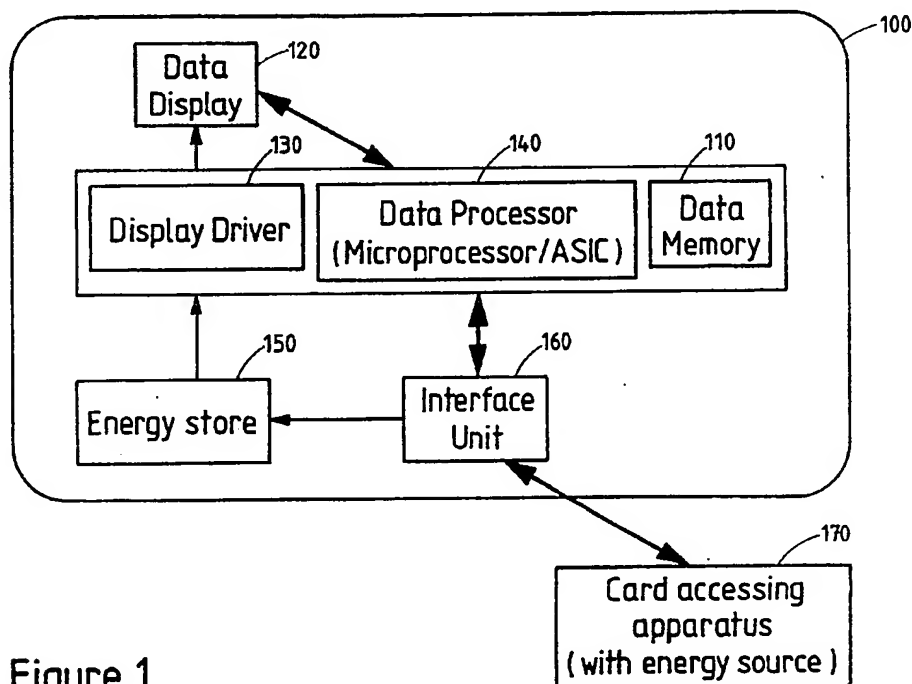 100
120
Data
Display
130
140
110
Display Driver
Data Processor
(Microprocessor/ASIC)
Data
Memory
150
160
Energy store
Interface
Unit
170
Card accessing
apparatus
(with energy source)
Figure 1